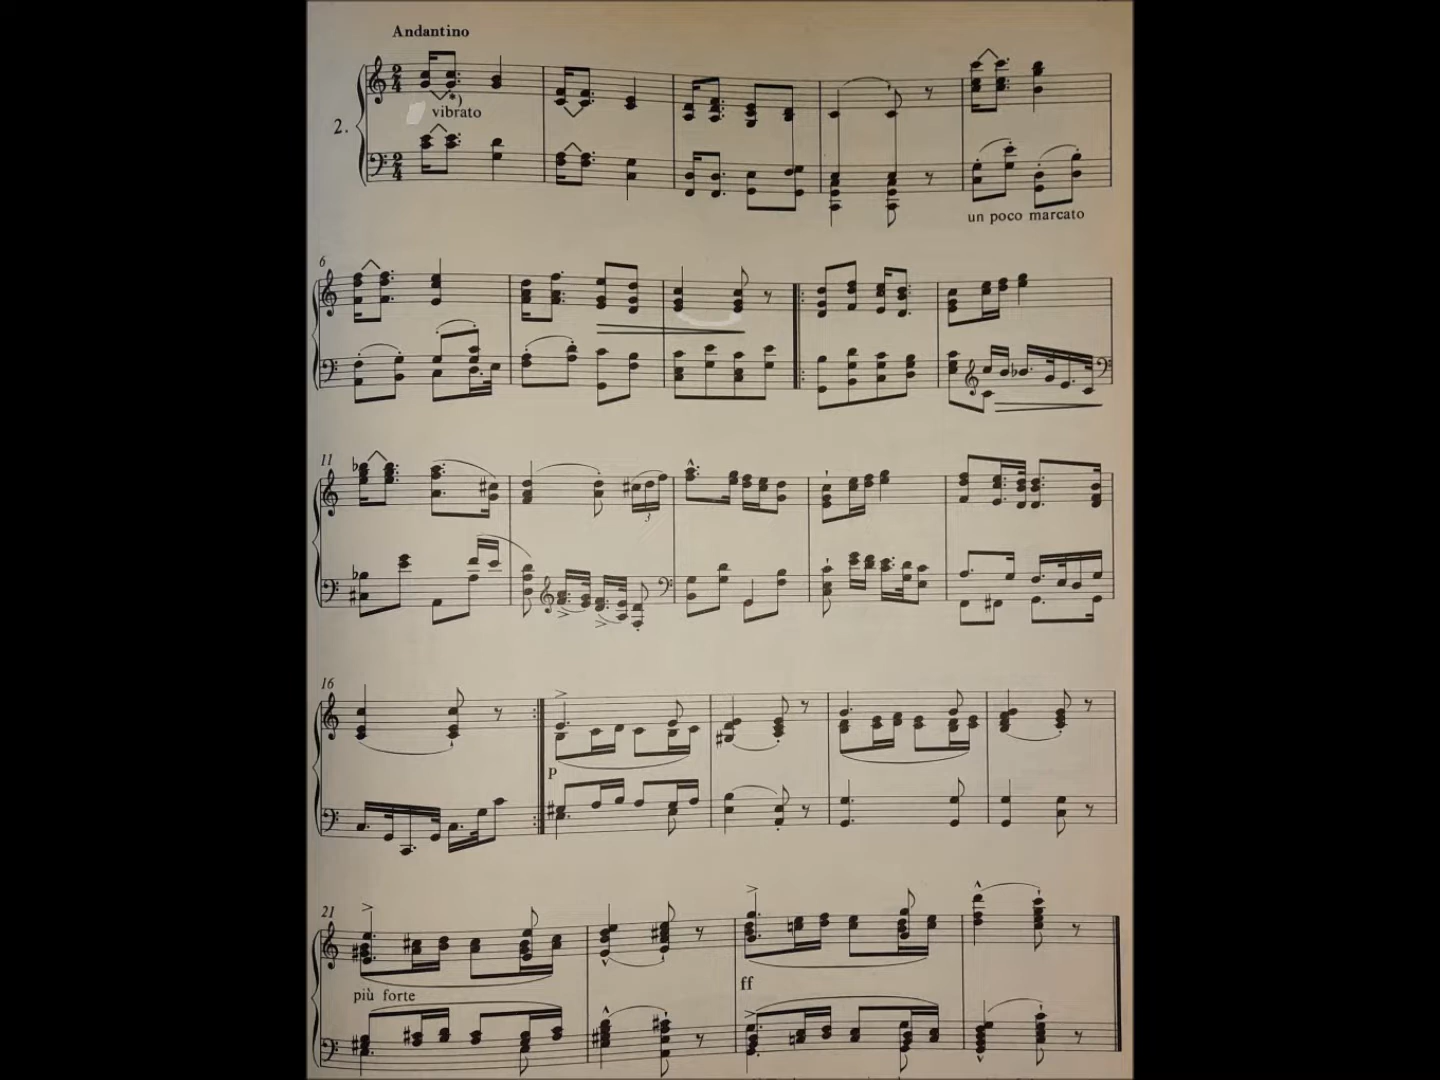 Andantino
*)
vibrato
2.
un poco marcato
6
11
3
16
p
21
più forte
ff